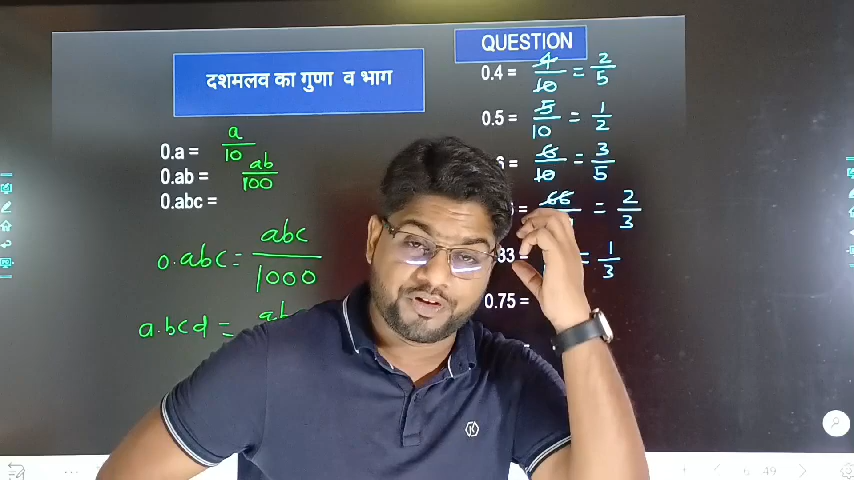 QUESTION
दशमलव का गुणा व भाग
0.a = a/10
0.ab = ab/100
0.abc =
0.abc = abc/1000
a.bcd =
0.4 = 4/10 = 2/5
0.5 = 5/10 = 1/2
6/10 = 3/5
= 2/3
= 1/3
0.75 =